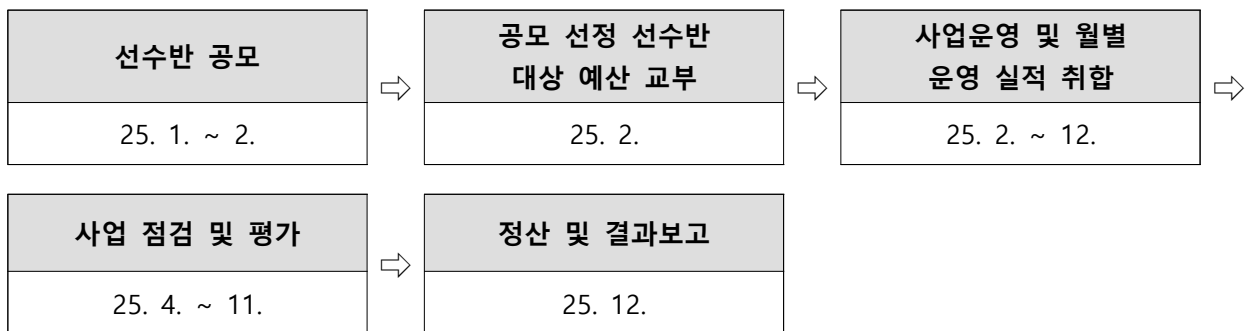 선수반 공모
25. 1. ~ 2.
⇨
공모 선정 선수반
대상 예산 교부
25. 2.
⇨
사업운영 및 월별
운영 실적 취합
25. 2. ~ 12.
⇨
사업 점검 및 평가
25. 4. ~ 11.
⇨
정산 및 결과보고
25. 12.